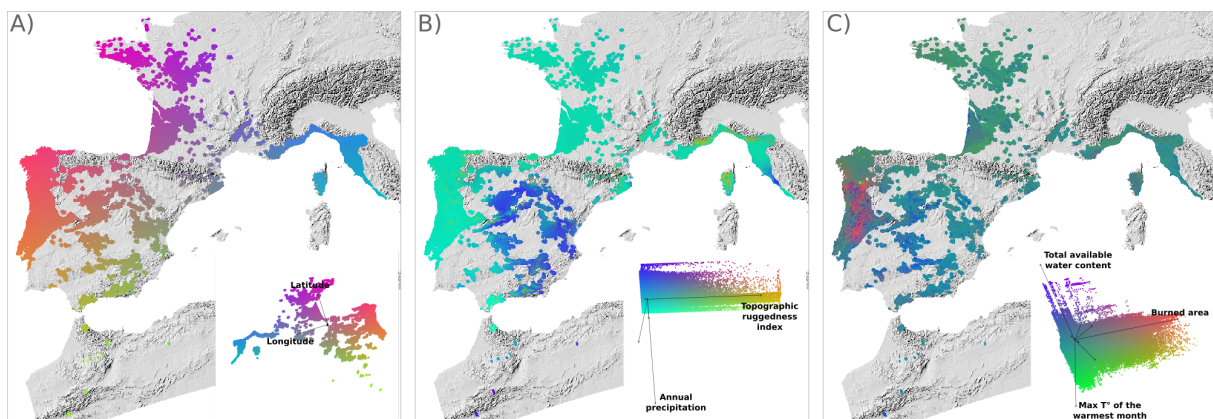 A)
B)
C)
Latitude
Longitude
Topographic
ruggedness
index
Annual
precipitation
Total available
water content
Burned area
Max T° of the
warmest month